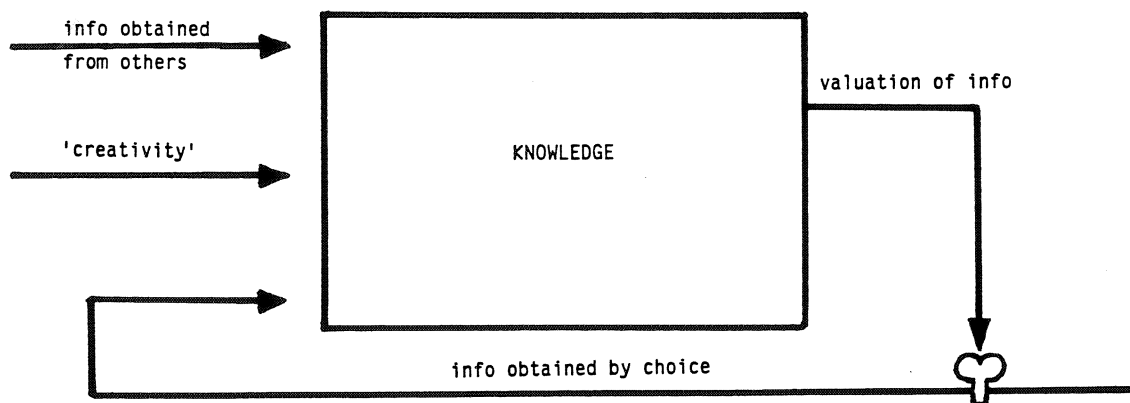 info obtained
from others
valuation of info
'creativity'
KNOWLEDGE
info obtained by choice